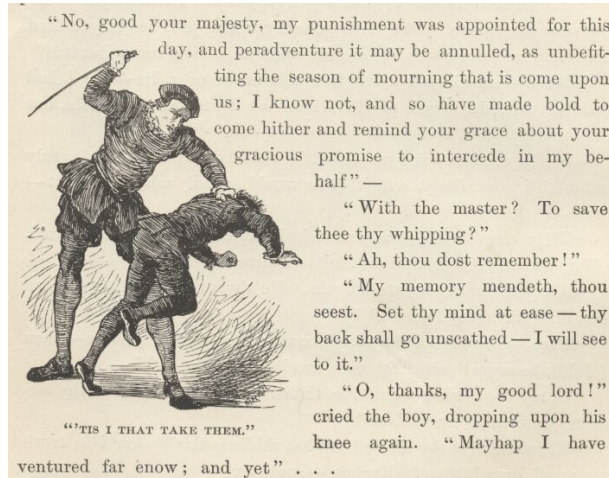 “No, good your majesty, my punishment was appointed for this
day, and peradventure it may be annulled, as unbefit-
ting the season of mourning that is come upon
us; I know not, and so have made bold to
come hither and remind your grace about your
gracious promise to intercede in my be-
half”—
“With the master? To save
thee thy whipping?”
“Ah, thou dost remember!”
“My memory mendeth, thou
seest. Set thy mind at ease—thy
back shall go unscathed—I will see
to it.”
“O, thanks, my good lord!”
cried the boy, dropping upon his
knee again. “Mayhap I have
ventured far enow; and yet” . . .
“’TIS I THAT TAKE THEM.”